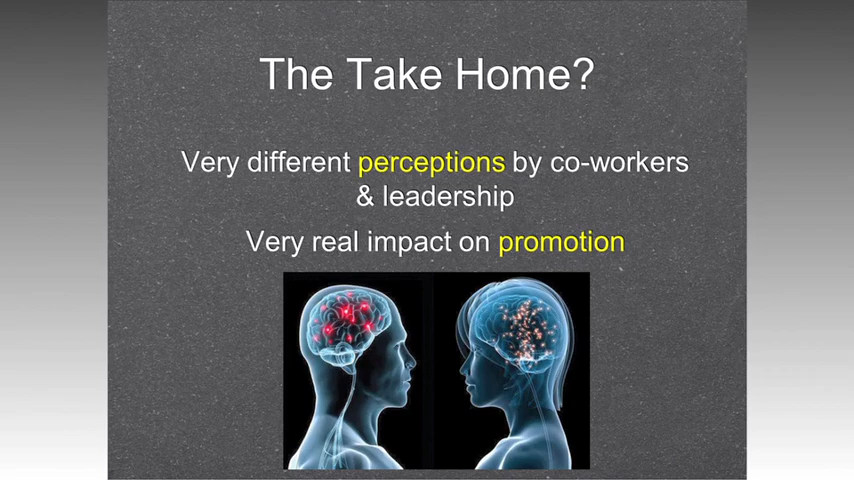 The Take Home?
Very different perceptions by co-workers
& leadership
Very real impact on promotion